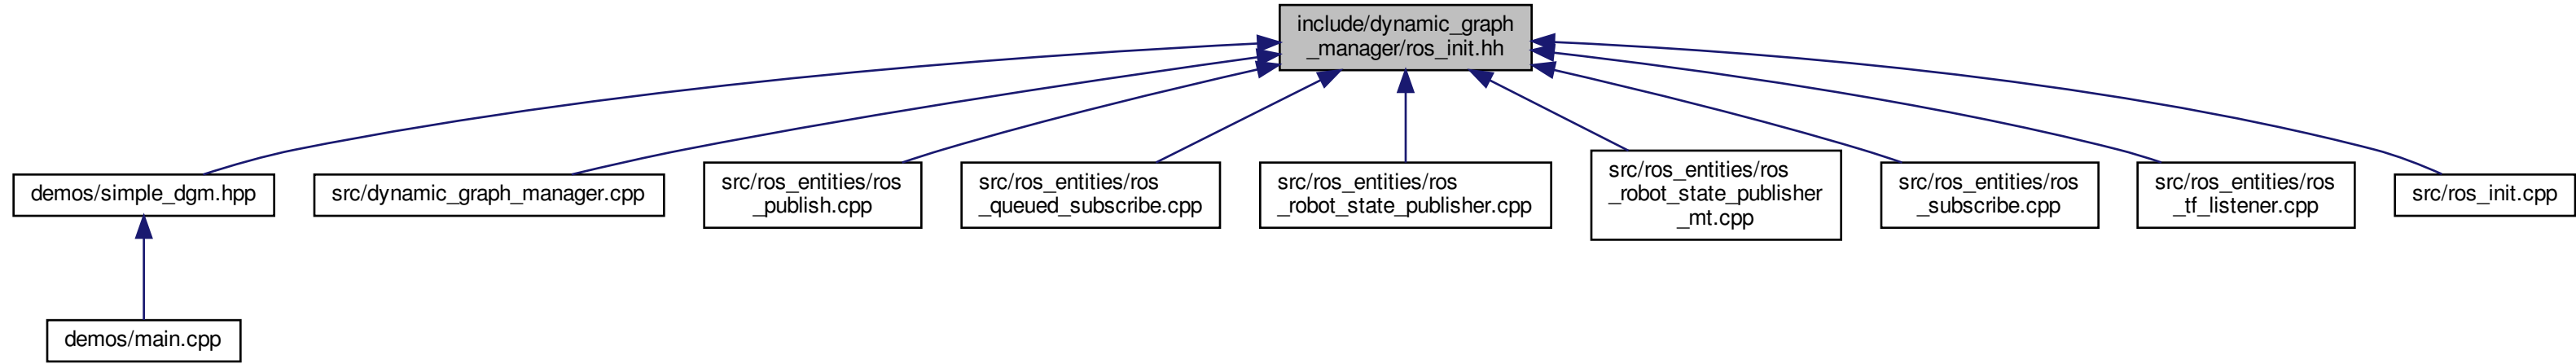 include/dynamic_graph
_manager/ros_init.hh
demos/simple_dgm.hpp
src/dynamic_graph_manager.cpp
src/ros_entities/ros
_publish.cpp
src/ros_entities/ros
_queued_subscribe.cpp
src/ros_entities/ros
_robot_state_publisher.cpp
src/ros_entities/ros
_robot_state_publisher
_mt.cpp
src/ros_entities/ros
_subscribe.cpp
src/ros_entities/ros
_tf_listener.cpp
src/ros_init.cpp
demos/main.cpp